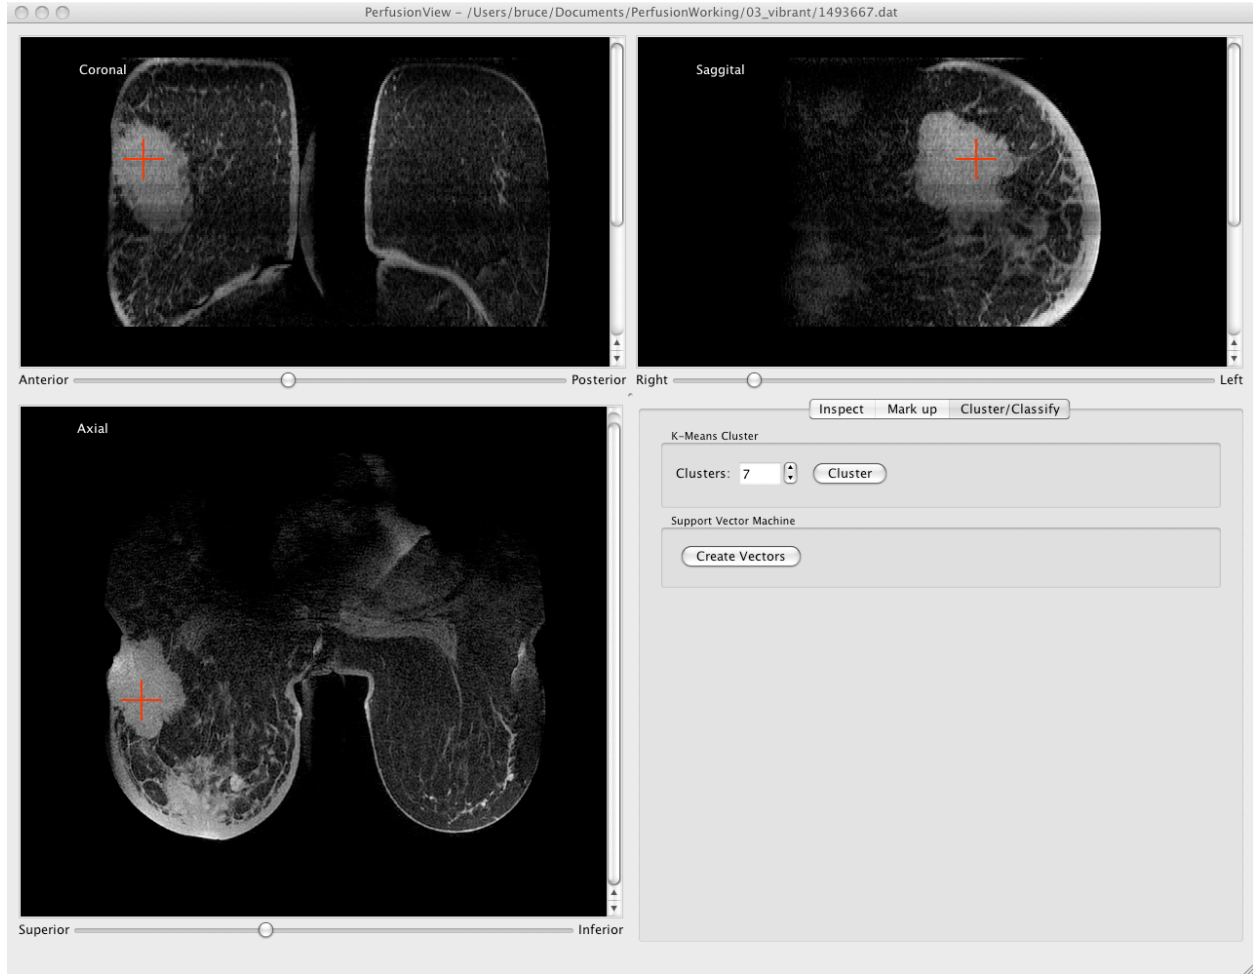 PerfusionView – /Users/bruce/Documents/PerfusionWorking/03_vibrant/1493667.dat
Coronal
Saggital
Anterior Posterior
Right Left
Axial
Inspect Mark up Cluster/Classify
K-Means Cluster
Clusters: 7 Cluster
Support Vector Machine
Create Vectors
Superior Inferior